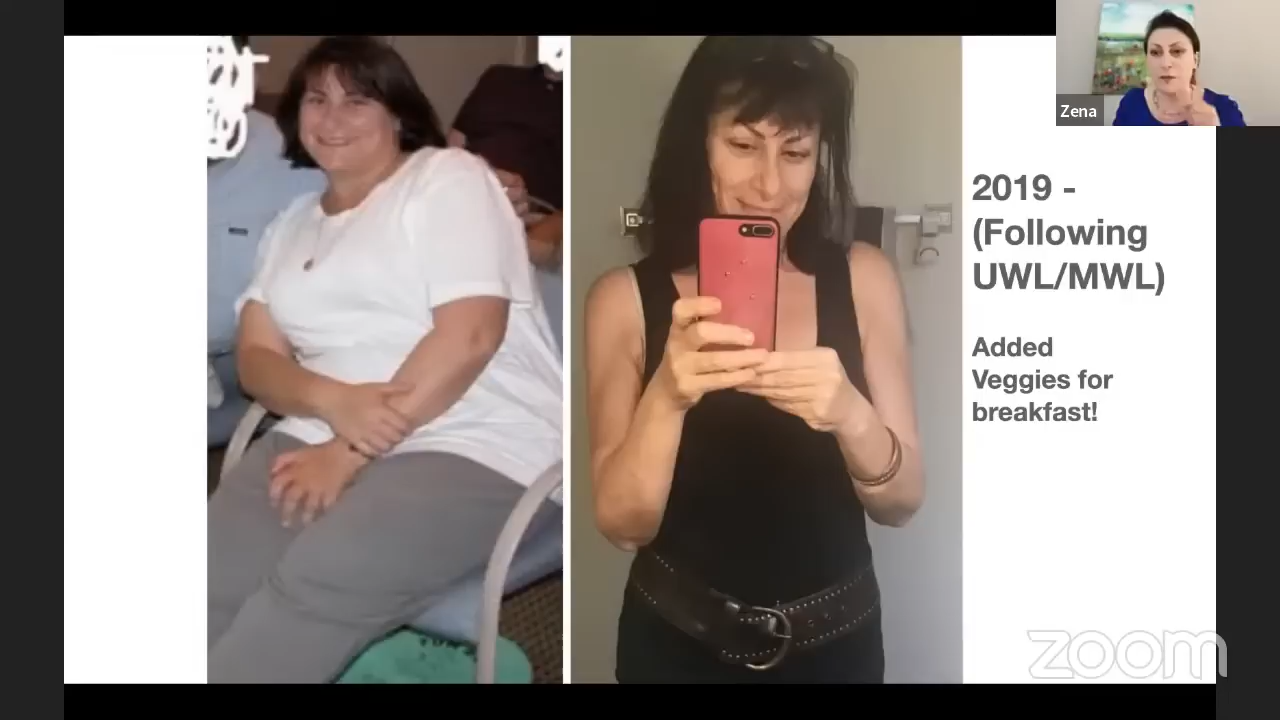 Zena
2019 -
(Following
UWL/MWL)
Added
Veggies for
breakfast!
zoom